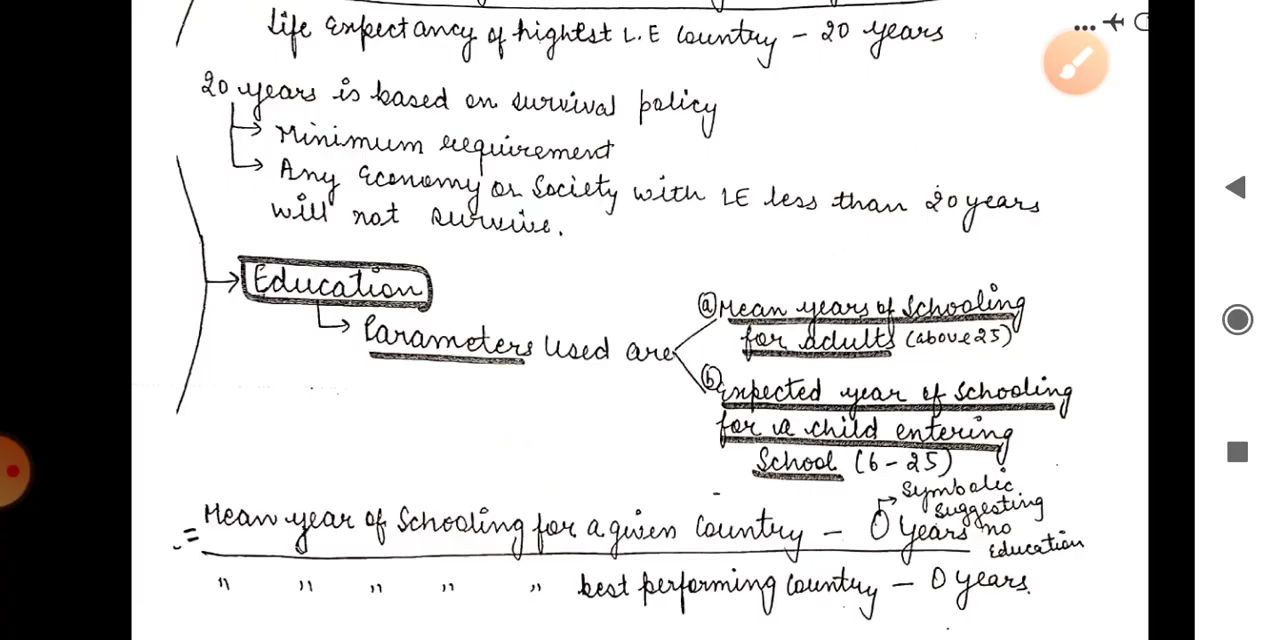 Life Expectancy of highest L.E Country - 20 years
20 years is based on survival policy
→ Minimum requirement
→ Any Economy or Society with LE less than 20 years
will not survive.
→ Education
→ Parameters used are
(a) Mean years of Schooling
for adults (above 25)
(b) Expected year of schooling
for a child entering
School (6-25)
→ Symbolic
suggesting
no
Education
= Mean year of Schooling for a given Country - 0 years
" " " " " best performing Country - 0 years.